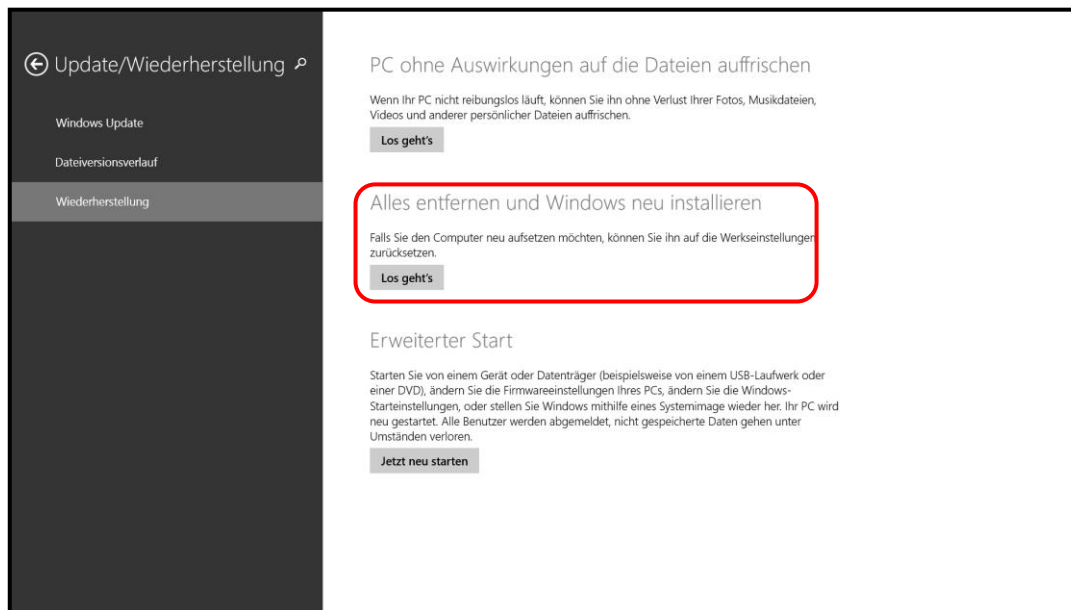 Update/Wiederherstellung
Windows Update
Dateiversionsverlauf
Wiederherstellung
PC ohne Auswirkungen auf die Dateien auffrischen
Wenn Ihr PC nicht reibungslos läuft, können Sie ihn ohne Verlust Ihrer Fotos, Musikdateien,
Videos und anderer persönlicher Dateien auffrischen.
Los geht's
Alles entfernen und Windows neu installieren
Falls Sie den Computer neu aufsetzen möchten, können Sie ihn auf die Werkseinstellungen
zurücksetzen.
Los geht's
Erweiterter Start
Starten Sie von einem Gerät oder Datenträger (beispielsweise von einem USB-Laufwerk oder
einer DVD), ändern Sie die Firmwareeinstellungen Ihres PCs, ändern Sie die Windows-
Starteinstellungen, oder stellen Sie Windows mithilfe eines Systemimage wieder her. Ihr PC wird
neu gestartet. Alle Benutzer werden abgemeldet, nicht gespeicherte Daten gehen unter
Umständen verloren.
Jetzt neu starten